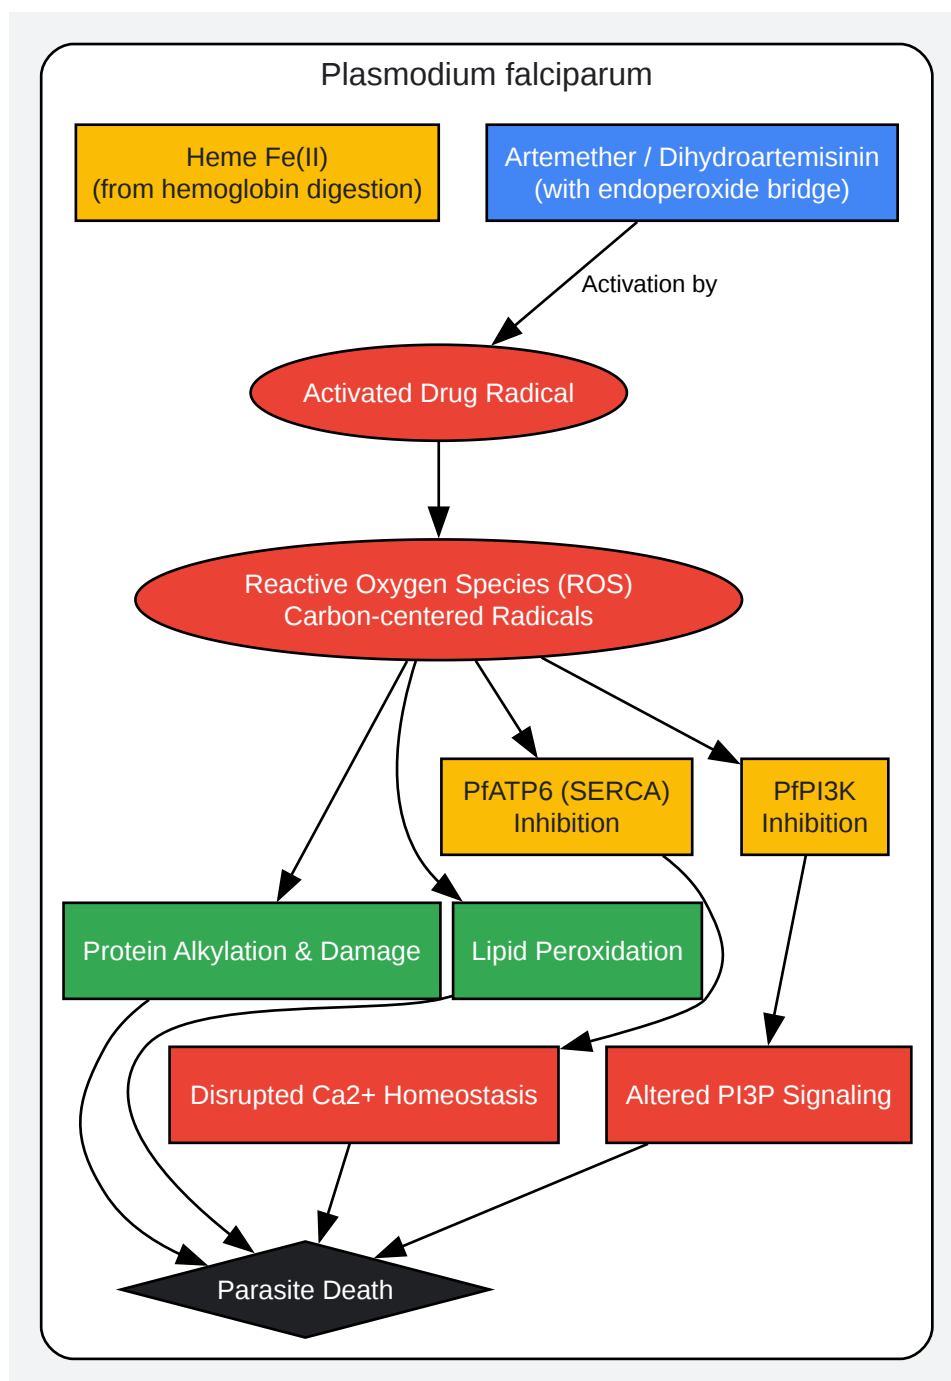 Plasmodium falciparum
Heme Fe(II)
(from hemoglobin digestion)
Artemether / Dihydroartemisinin
(with endoperoxide bridge)
Activation by
Activated Drug Radical
Reactive Oxygen Species (ROS)
Carbon-centered Radicals
PfATP6 (SERCA)
Inhibition
PfPI3K
Inhibition
Protein Alkylation & Damage
Lipid Peroxidation
Disrupted Ca2+ Homeostasis
Altered PI3P Signaling
Parasite Death